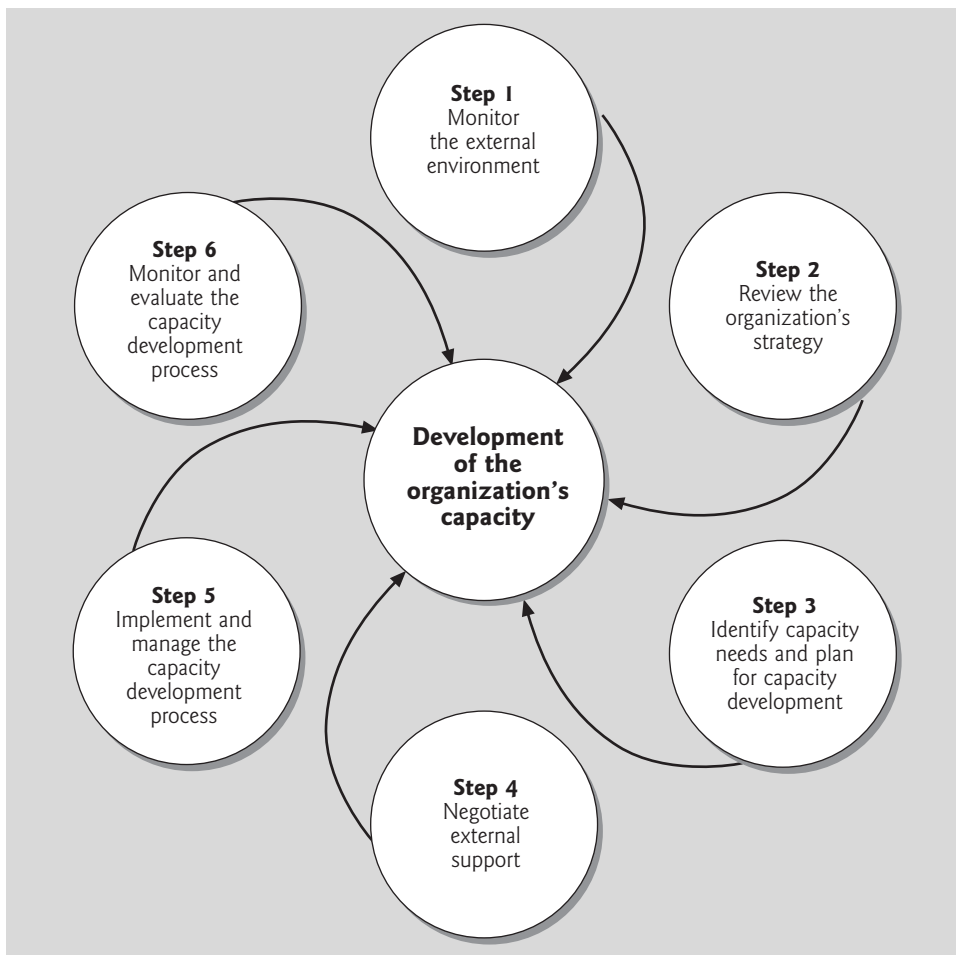 Step 1
Monitor
the external
environment
Step 2
Review the
organization’s
strategy
Step 3
Identify capacity
needs and plan
for capacity
development
Step 4
Negotiate
external
support
Step 5
Implement and
manage the
capacity
development
process
Step 6
Monitor and
evaluate the
capacity
development
process
Development
of the
organization’s
capacity